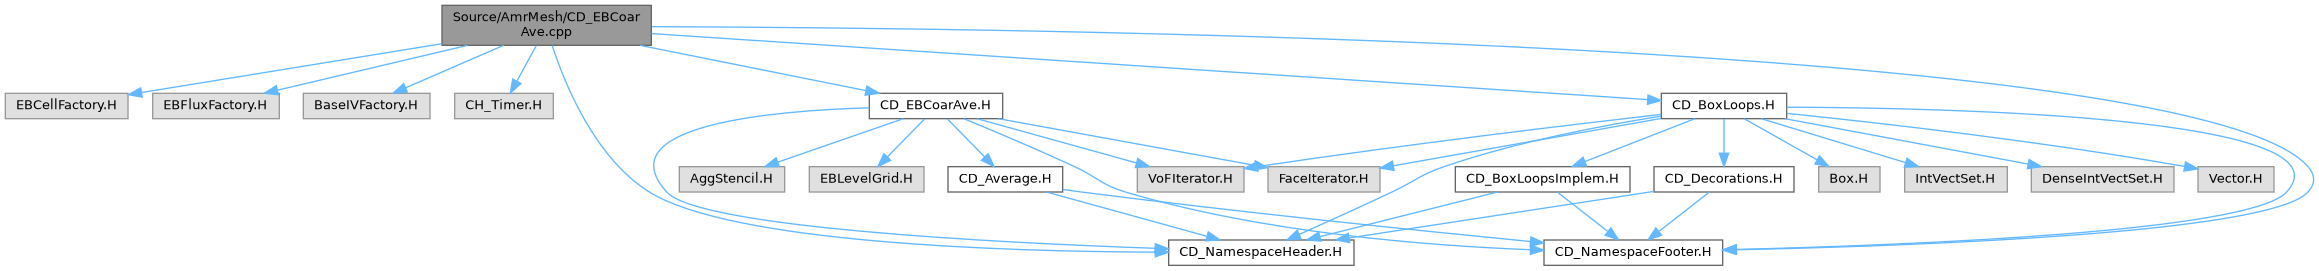 Source/AmrMesh/CD_EBCoar
Ave.cpp
EBCellFactory.H
EBFluxFactory.H
BaseIVFactory.H
CH_Timer.H
CD_EBCoarAve.H
CD_BoxLoops.H
AggStencil.H
EBLevelGrid.H
CD_Average.H
VoFIterator.H
FaceIterator.H
CD_BoxLoopsImplem.H
CD_Decorations.H
Box.H
IntVectSet.H
DenseIntVectSet.H
Vector.H
CD_NamespaceHeader.H
CD_NamespaceFooter.H